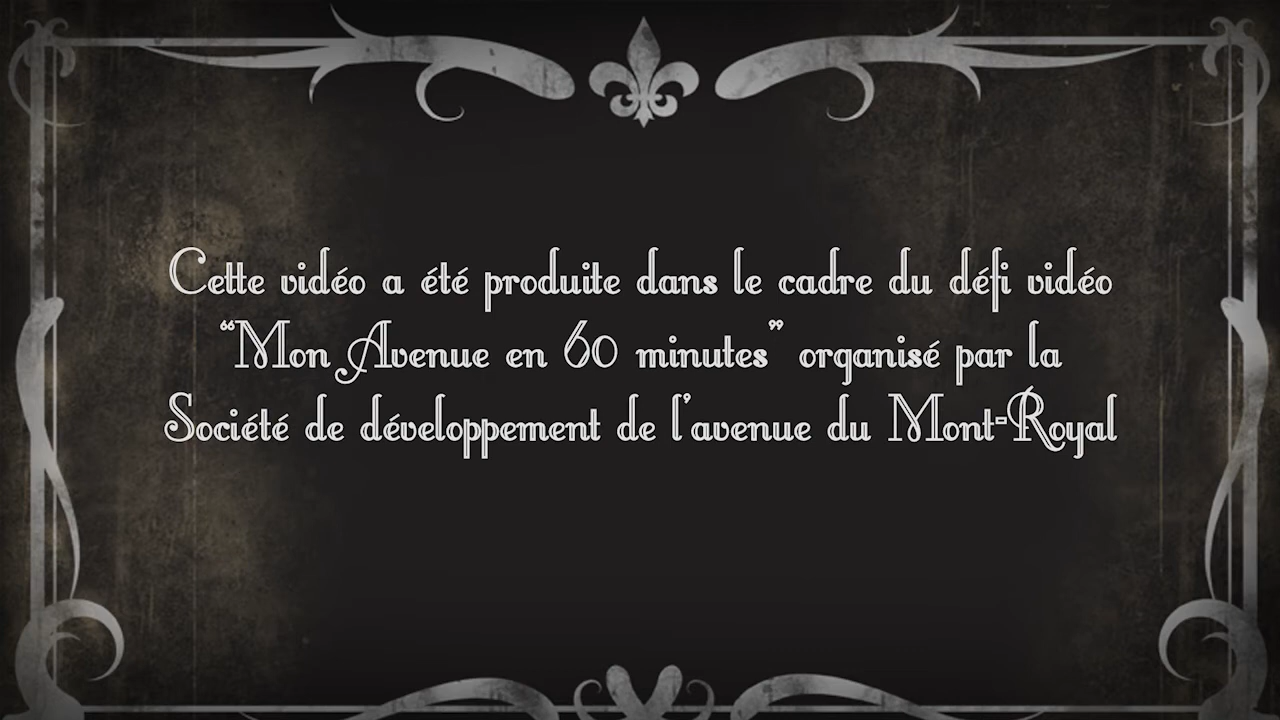 Cette vidéo a été produite dans le cadre du défi vidéo
“Mon Avenue en 60 minutes” organisé par la
Société de développement de l'avenue du Mont-Royal